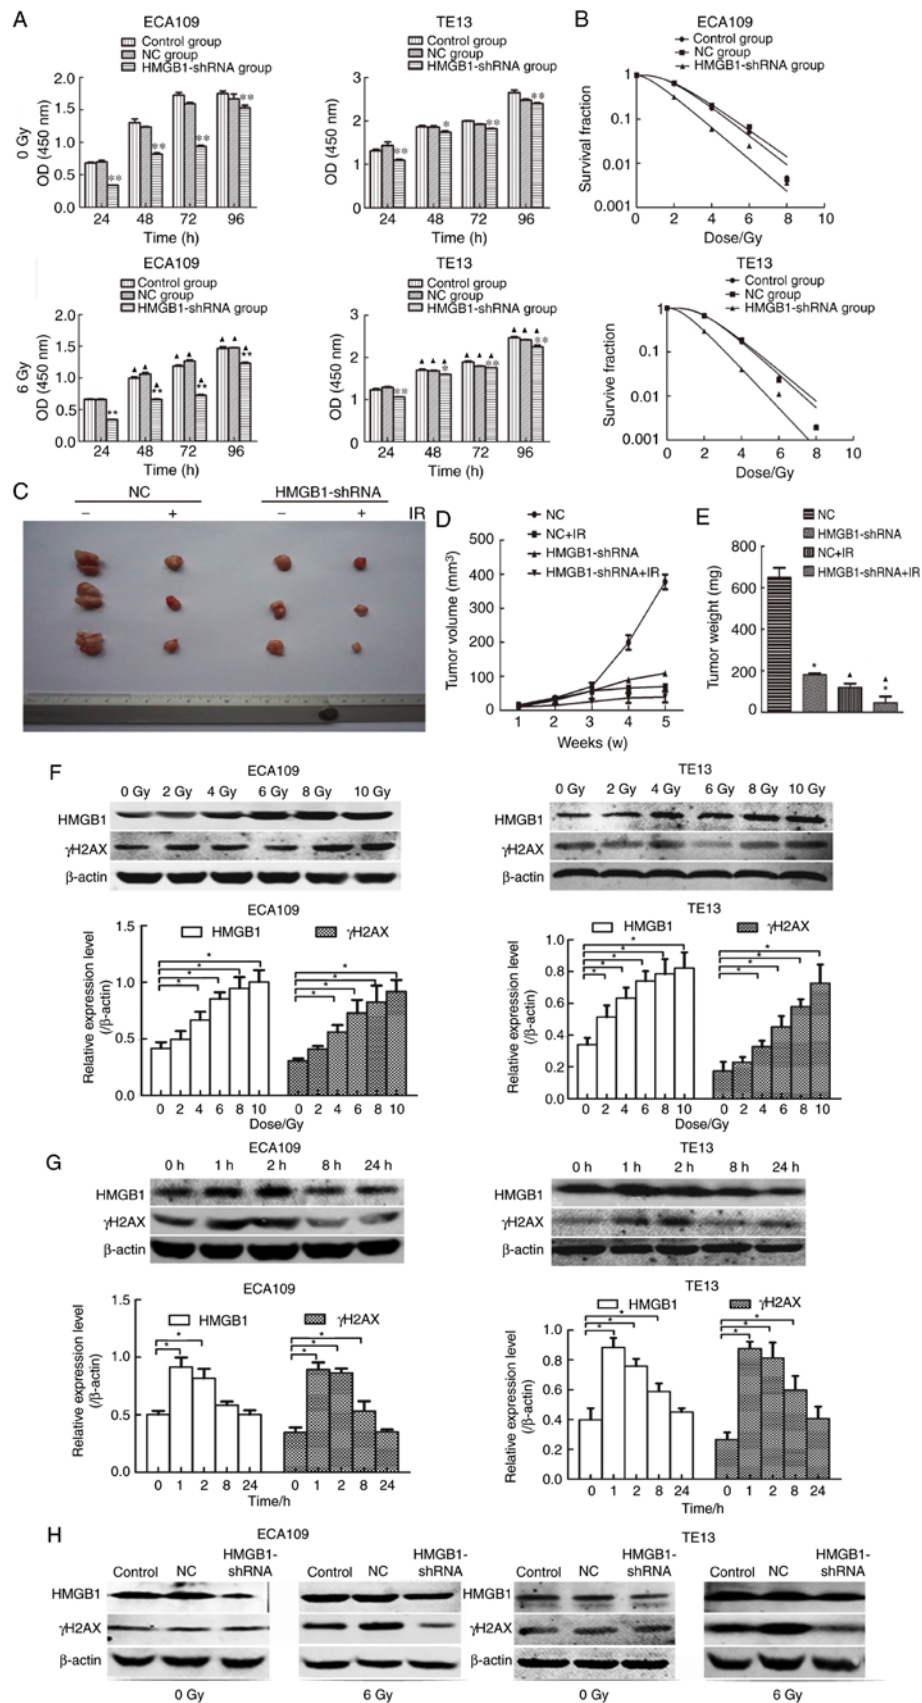 A
ECA109
Control group
NC group
HMGB1-shRNA group
0 Gy
OD (450 nm)
2.0
1.5
1.0
0.5
0.0
** ** ** **
24 48 72 96
Time (h)
TE13
Control group
NC group
HMGB1-shRNA group
OD (450 nm)
3
2
1
0
** * ** **
24 48 72 96
Time (h)
B
ECA109
Control group
NC group
HMGB1-shRNA group
Survival fraction
1
0.1
0.01
0.001
0 2 4 6 8 10
Dose/Gy
ECA109
Control group
NC group
HMGB1-shRNA group
6 Gy
OD (450 nm)
2.0
1.5
1.0
0.5
0.0
▲ ▲ ▲ ▲ ▲ ▲ ▲ ▲ ▲
** ** ** **
24 48 72 96
Time (h)
TE13
Control group
NC group
HMGB1-shRNA group
OD (450 nm)
3
2
1
0
▲ ▲ ▲ ▲ ▲ ▲ ▲ ▲ ▲
** * ** **
24 48 72 96
Time (h)
TE13
Control group
NC group
HMGB1-shRNA group
Survive fraction
1
0.1
0.01
0.001
0 2 4 6 8 10
Dose/Gy
C
NC HMGB1-shRNA
– + – + IR
D
NC
NC+IR
HMGB1-shRNA
HMGB1-shRNA+IR
Tumor volume (mm³)
500
400
300
200
100
0
1 2 3 4 5
Weeks (w)
E
NC
HMGB1-shRNA
NC+IR
HMGB1-shRNA+IR
Tumor weight (mg)
800
600
400
200
0
* ▲ ▲
*
F
ECA109
0 Gy 2 Gy 4 Gy 6 Gy 8 Gy 10 Gy
HMGB1
γH2AX
β-actin
TE13
0 Gy 2 Gy 4 Gy 6 Gy 8 Gy 10 Gy
HMGB1
γH2AX
β-actin
ECA109
HMGB1 γH2AX
Relative expression level
(/β-actin)
1.5
1.0
0.5
0.0
* * * * * * * *
0 2 4 6 8 10 0 2 4 6 8 10
Dose/Gy
TE13
HMGB1 γH2AX
Relative expression level
(/β-actin)
1.0
0.8
0.6
0.4
0.2
0.0
* * * * * * * * *
0 2 4 6 8 10 0 2 4 6 8 10
Dose/Gy
G
ECA109
0 h 1 h 2 h 8 h 24 h
HMGB1
γH2AX
β-actin
TE13
0 h 1 h 2 h 8 h 24 h
HMGB1
γH2AX
β-actin
ECA109
HMGB1 γH2AX
Relative expression level
(/β-actin)
1.5
1.0
0.5
0.0
* * * * *
0 1 2 8 24 0 1 2 8 24
Time/h
TE13
HMGB1 γH2AX
Relative expression level
(/β-actin)
1.0
0.8
0.6
0.4
0.2
0.0
* * * * * *
0 1 2 8 24 0 1 2 8 24
Time/h
H
ECA109
Control NC HMGB1-
shRNA
Control NC HMGB1-
shRNA
HMGB1
γH2AX
β-actin
0 Gy 6 Gy
TE13
Control NC HMGB1-
shRNA
Control NC HMGB1-
shRNA
HMGB1
γH2AX
β-actin
0 Gy 6 Gy